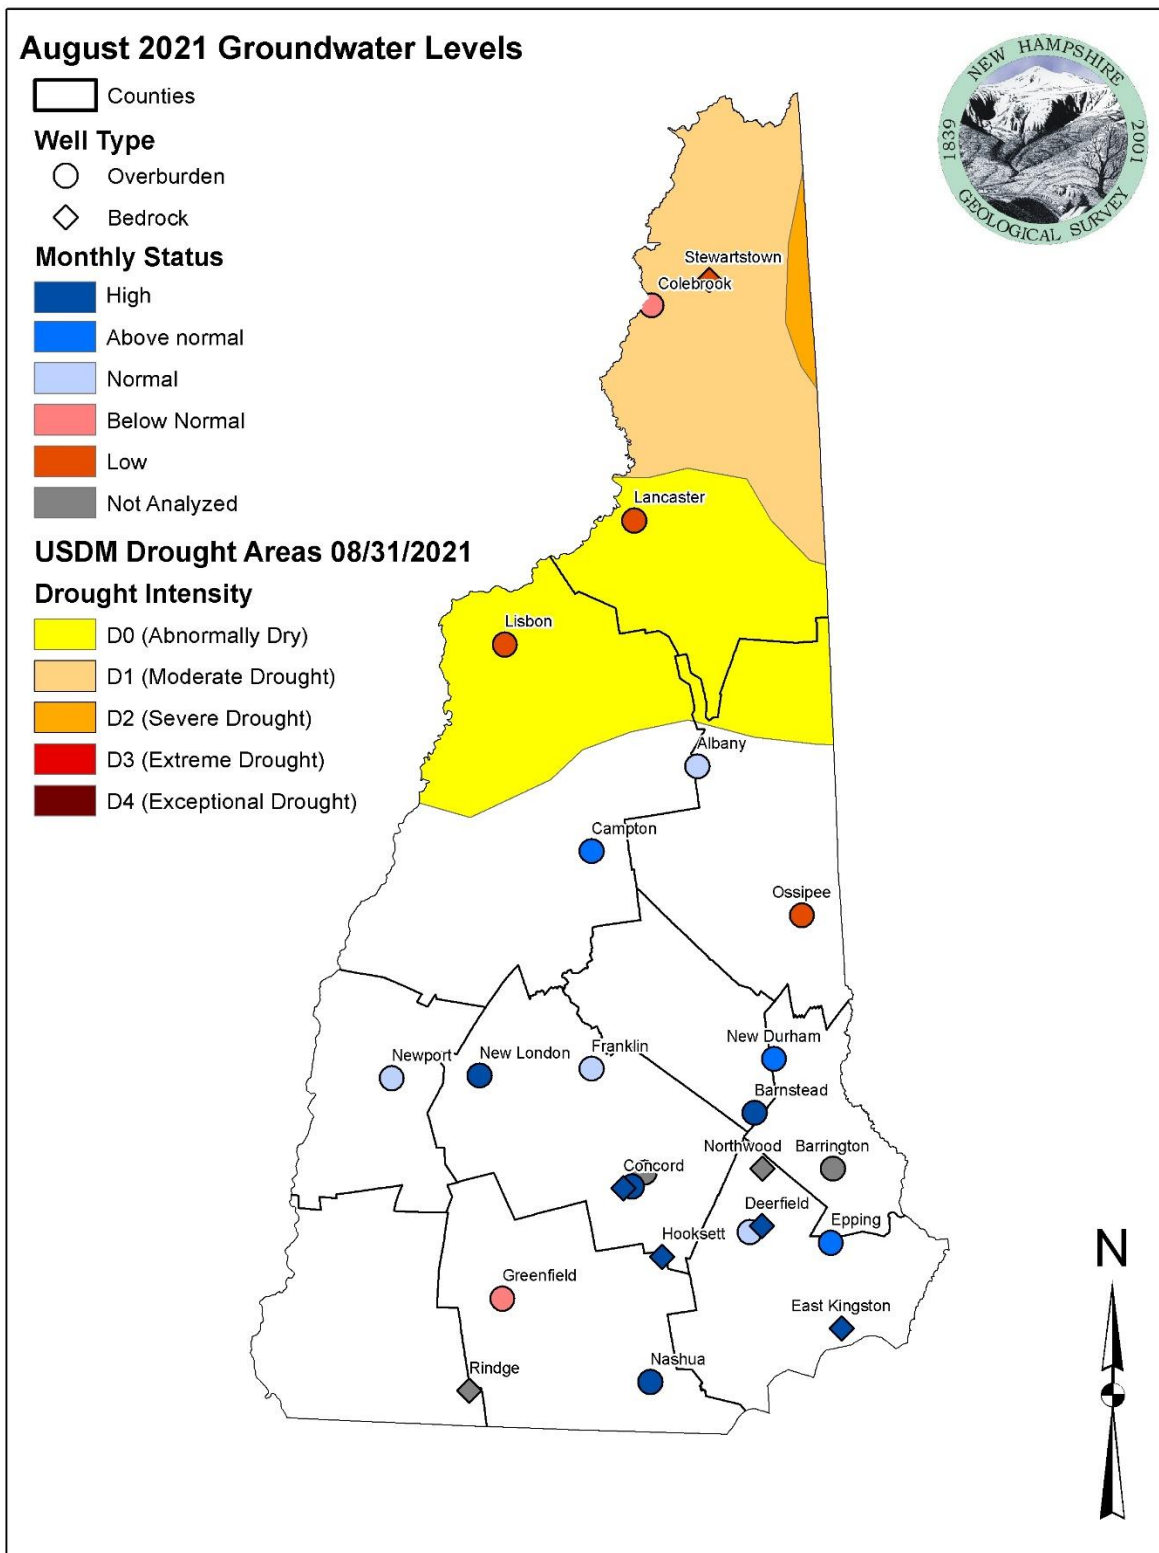 August 2021 Groundwater Levels
Counties
Well Type
Overburden
Bedrock
Monthly Status
High
Above normal
Normal
Below Normal
Low
Not Analyzed
USDM Drought Areas 08/31/2021
Drought Intensity
D0 (Abnormally Dry)
D1 (Moderate Drought)
D2 (Severe Drought)
D3 (Extreme Drought)
D4 (Exceptional Drought)
NEW HAMPSHIRE
1839
2001
GEOLOGICAL SURVEY
Stewartstown
Colebrook
Lancaster
Lisbon
Albany
Campton
Ossipee
New Durham
Franklin
New London
Newport
Barnstead
Northwood
Barrington
Concord
Deerfield
Epping
Hooksett
Greenfield
East Kingston
Nashua
Rindge
N